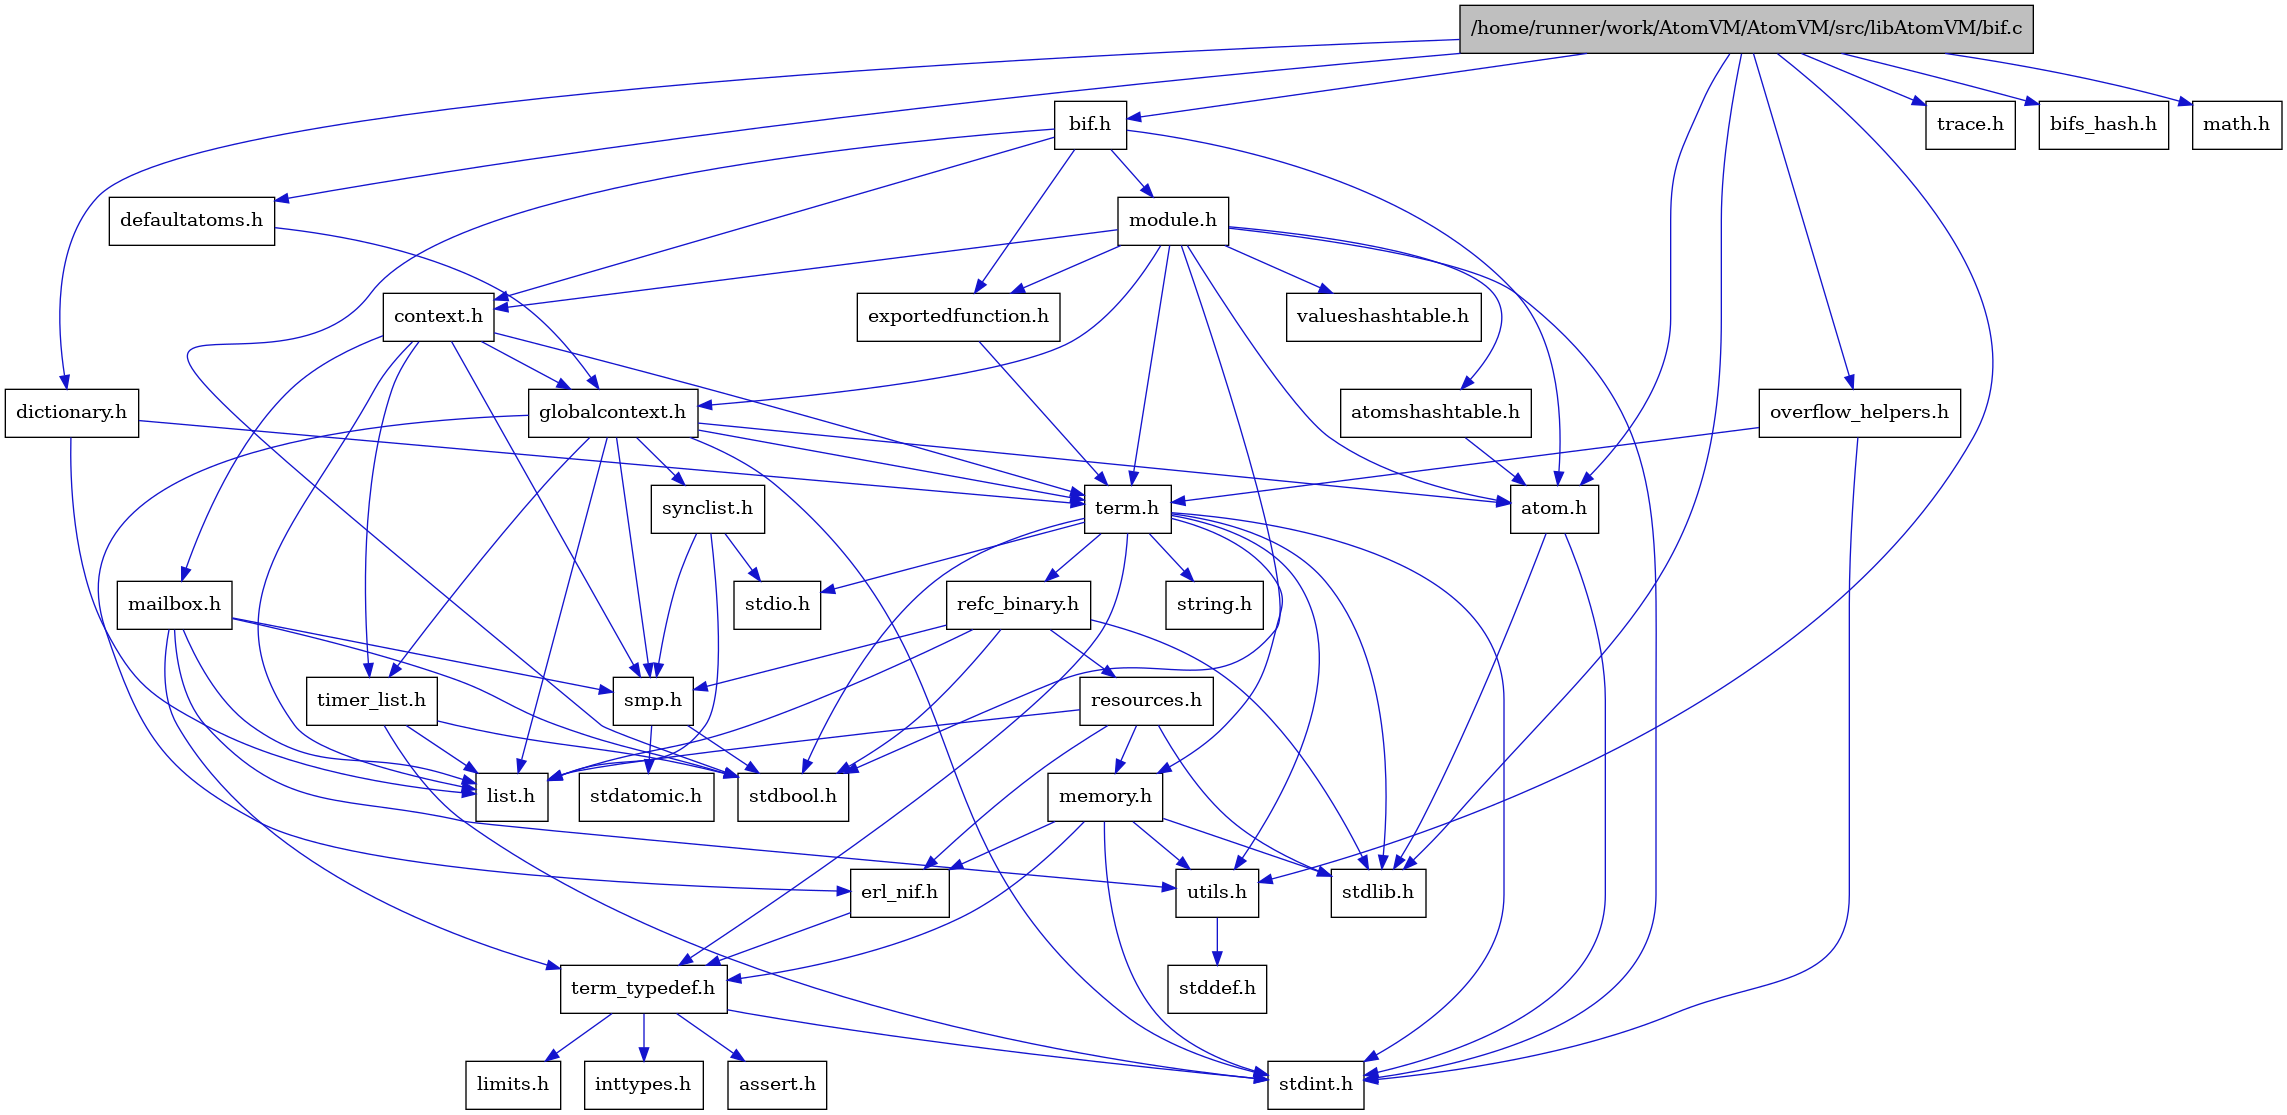 /home/runner/work/AtomVM/AtomVM/src/libAtomVM/bif.c
bif.h
trace.h
bifs_hash.h
math.h
defaultatoms.h
module.h
context.h
exportedfunction.h
valueshashtable.h
dictionary.h
globalcontext.h
atomshashtable.h
overflow_helpers.h
synclist.h
term.h
atom.h
mailbox.h
stdio.h
refc_binary.h
string.h
timer_list.h
smp.h
resources.h
list.h
stdatomic.h
stdbool.h
memory.h
erl_nif.h
utils.h
stdlib.h
term_typedef.h
stddef.h
limits.h
inttypes.h
assert.h
stdint.h